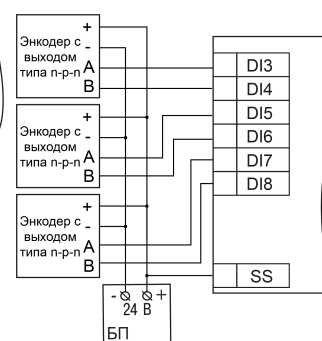 +
Энкодер с -
выходом
типа n-p-n A
B
+
Энкодер с -
выходом
типа n-p-n A
B
+
Энкодер с -
выходом
типа n-p-n A
B
DI3
DI4
DI5
DI6
DI7
DI8
SS
- +
24 В
БП